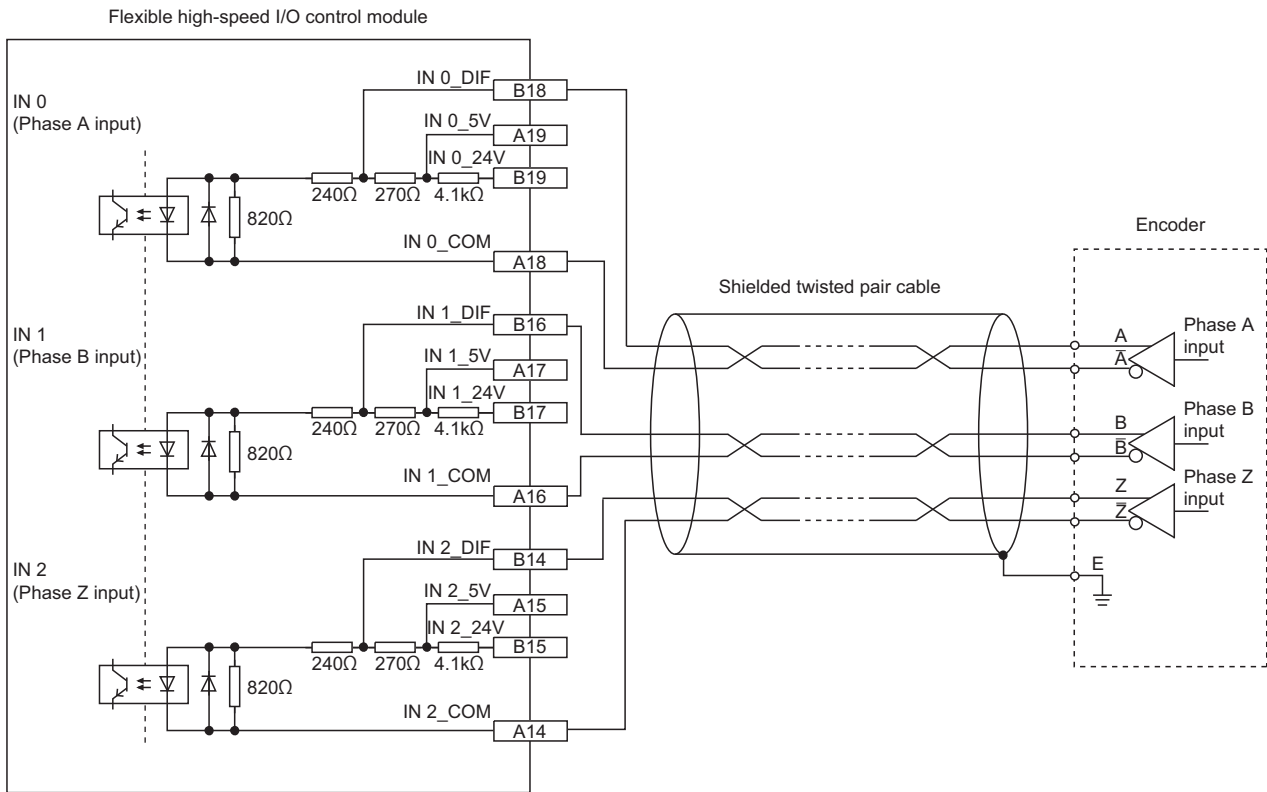 Flexible high-speed I/O control module
IN 0
(Phase A input)
IN 0_DIF
B18
IN 0_5V
A19
IN 0_24V
B19
240Ω
270Ω
4.1kΩ
820Ω
IN 0_COM
A18
IN 1
(Phase B input)
IN 1_DIF
B16
IN 1_5V
A17
IN 1_24V
B17
240Ω
270Ω
4.1kΩ
820Ω
IN 1_COM
A16
IN 2
(Phase Z input)
IN 2_DIF
B14
IN 2_5V
A15
IN 2_24V
B15
240Ω
270Ω
4.1kΩ
820Ω
IN 2_COM
A14
Shielded twisted pair cable
Encoder
A
A̅
Phase A
input
B
B̅
Phase B
input
Z
Z̅
Phase Z
input
E